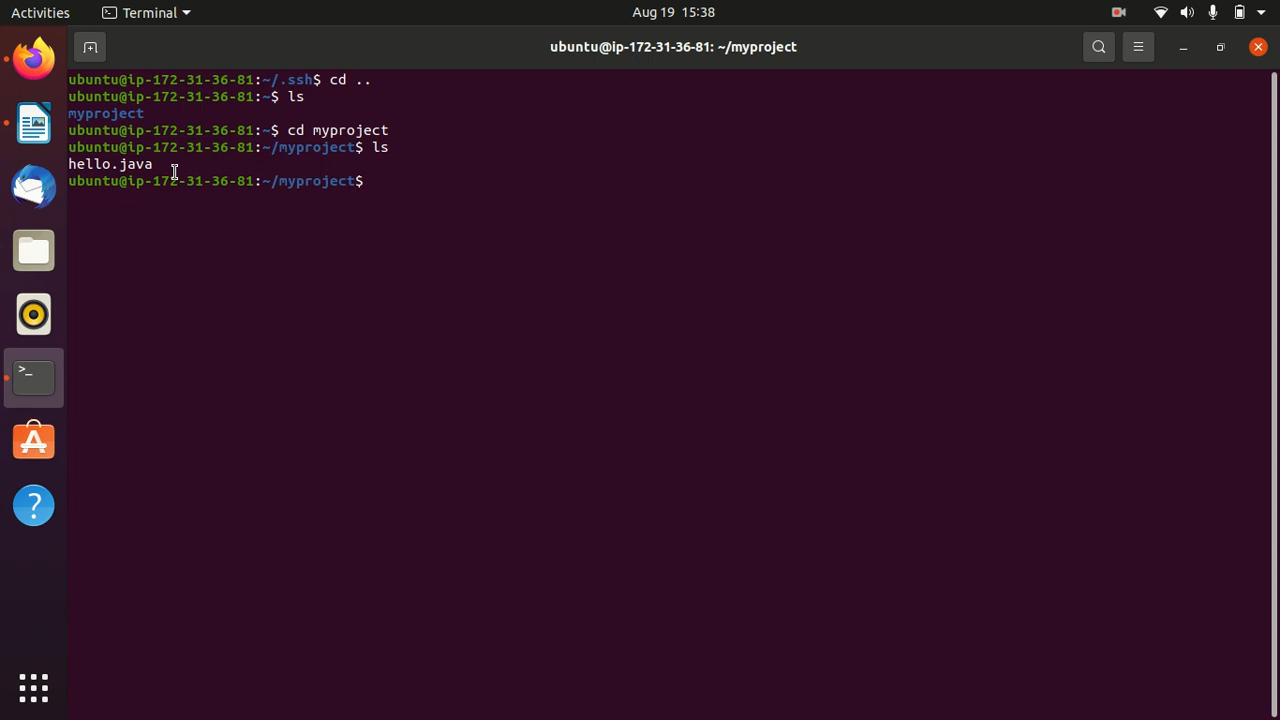 Activities Terminal Aug 19 15:38
ubuntu@ip-172-31-36-81: ~/myproject
ubuntu@ip-172-31-36-81:~/.ssh$ cd ..
ubuntu@ip-172-31-36-81:~$ ls
myproject
ubuntu@ip-172-31-36-81:~$ cd myproject
ubuntu@ip-172-31-36-81:~/myproject$ ls
hello.java
ubuntu@ip-172-31-36-81:~/myproject$